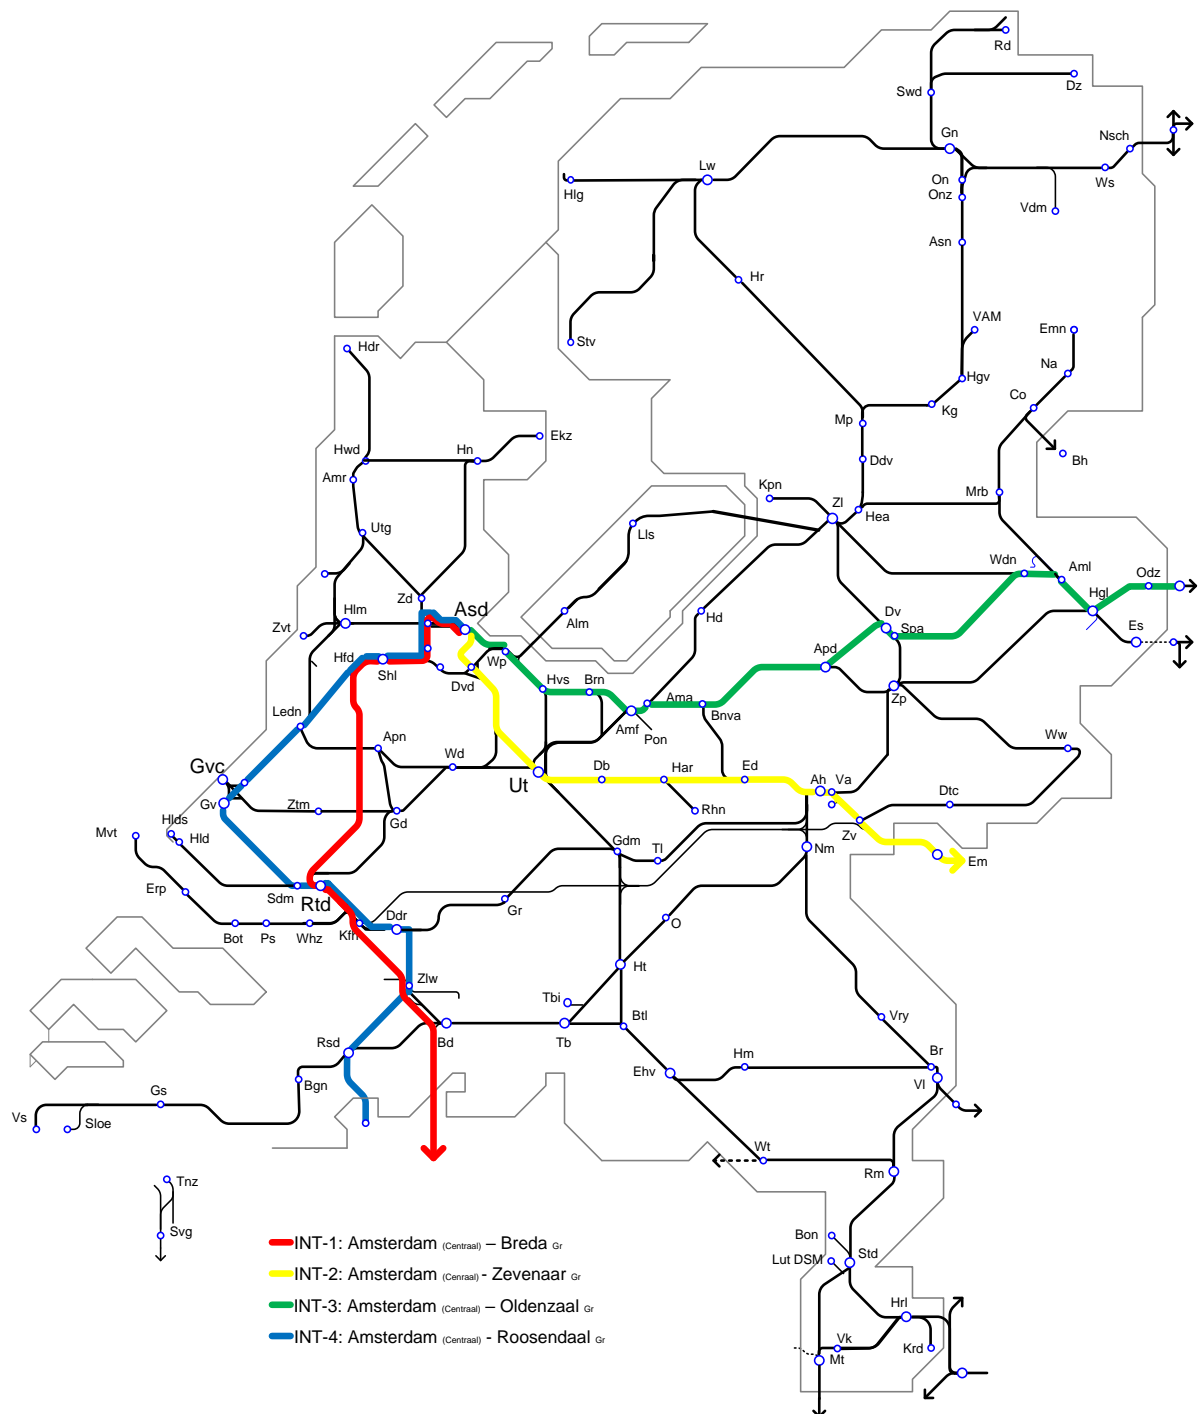 Rd
Dz
Swd
Gn
Nsch
Lw
On
Ws
Hlg
Onz
Vdm
Asn
Hr
VAM
Emn
Stv
Hdr
Na
Hgv
Co
Kg
Mp
Ekz
Hwd
Hn
Ddv
Bh
Amr
Kpn
Mrb
Zl
Hea
Utg
Lls
Wdn
Aml
Odz
Zd
Hgl
Asd
Hlm
Alm
Hd
Dv
Es
Zvt
Spa
Hfd
Wp
Apd
Shl
Dvd
Hvs
Brn
Ama
Zp
Ledn
Bnva
Amf
Pon
Apn
Ww
Wd
Gvc
Ut
Db
Har
Ed
Ah
Va
Gv
Ztm
Gd
Rhn
Dtc
Hlds
Mvt
Hld
Zv
Gdm
Tl
Nm
Em
Erp
Sdm
Rtd
Gr
Bot
Ps
Whz
Kfh
Ddr
O
Zlw
Ht
Tbi
Btl
Vry
Rsd
Bd
Tb
Hm
Br
Ehv
Vl
Bgn
Gs
Vs
Sloe
Wt
Rm
Tnz
Svg
Bon
Std
Lut DSM
INT-1: Amsterdam (Centraal) – Breda Gr
INT-2: Amsterdam (Cenraal) - Zevenaar Gr
INT-3: Amsterdam (Centraal) – Oldenzaal Gr
INT-4: Amsterdam (Centraal) - Roosendaal Gr
Hrl
Vk
Krd
Mt